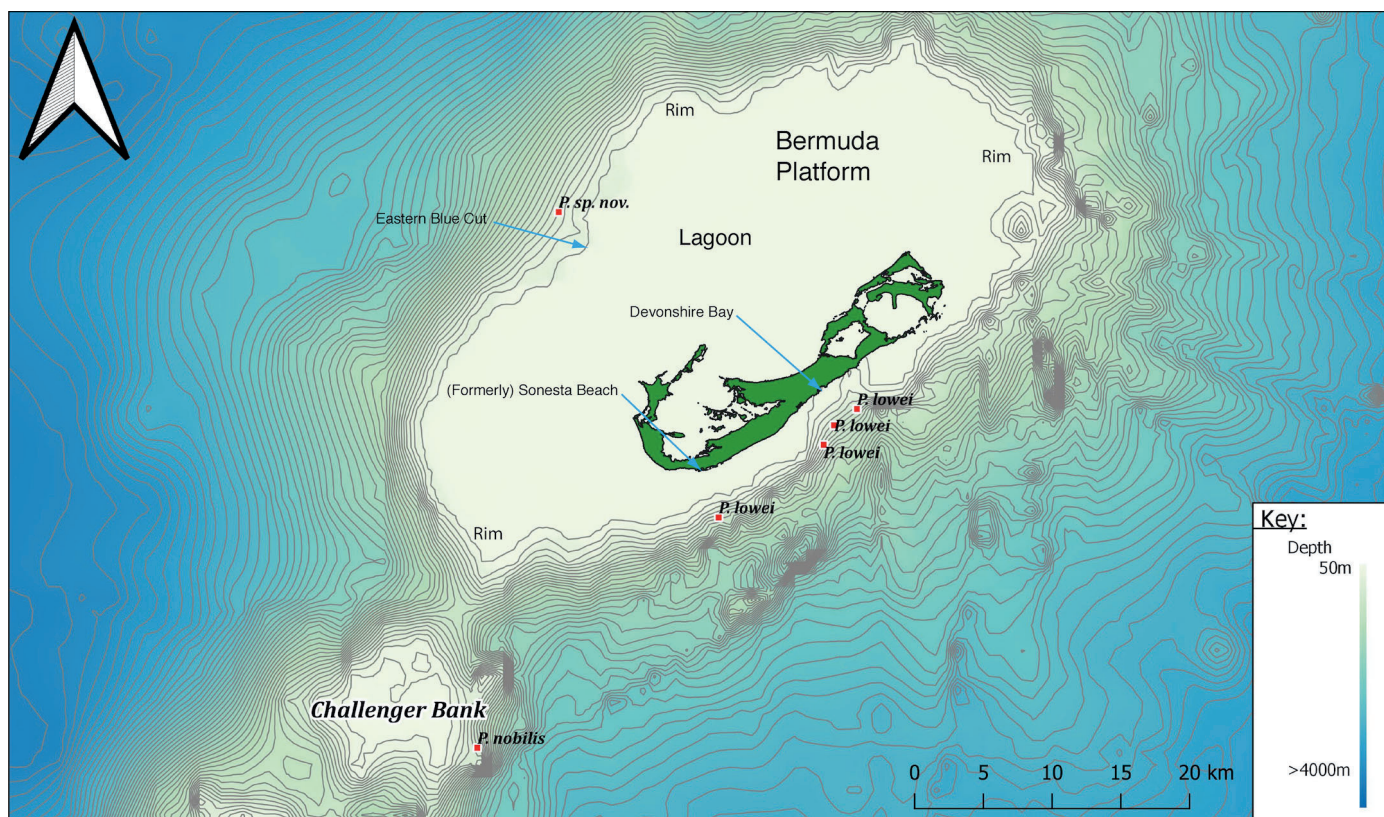 Rim
Bermuda
Platform
Rim
P. sp. nov.
Eastern Blue Cut
Lagoon
Devonshire Bay
(Formerly) Sonesta Beach
P. lowei
P. lowei
P. lowei
P. lowei
Rim
Key:
Depth
50m
>4000m
Challenger Bank
P. nobilis
0 5 10 15 20 km